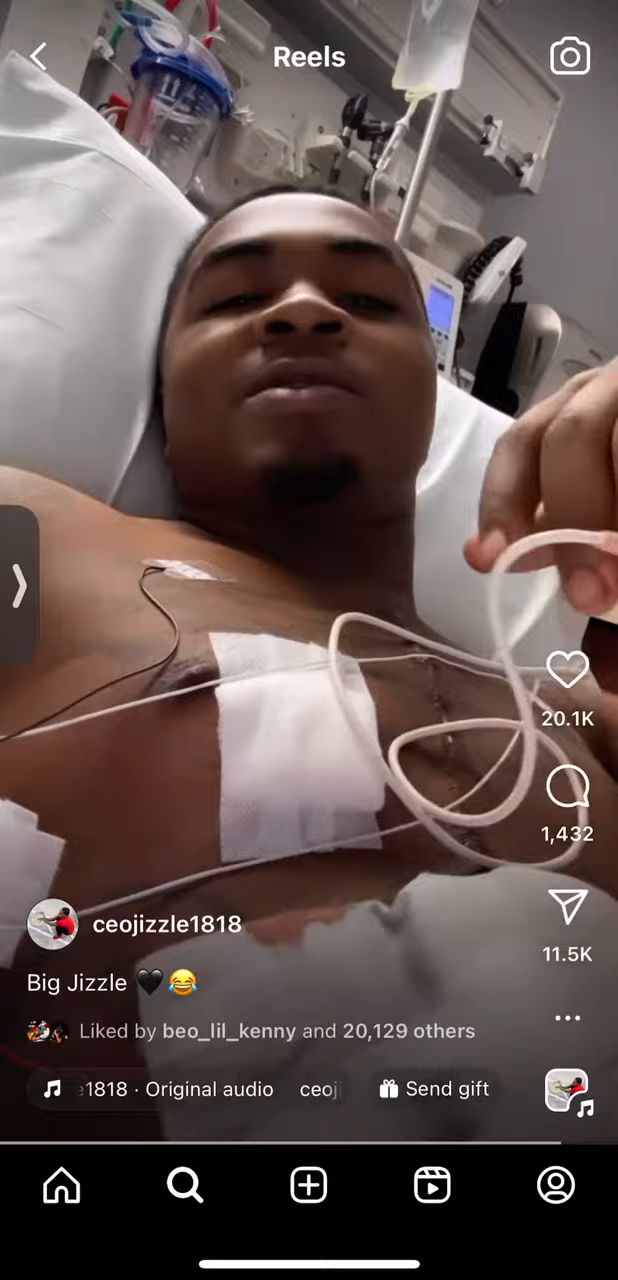 Reels
20.1K
1,432
ceojizzle1818
11.5K
Big Jizzle 🖤😂
Liked by beo_lil_kenny and 20,129 others
e1818 · Original audio ceoji
Send gift